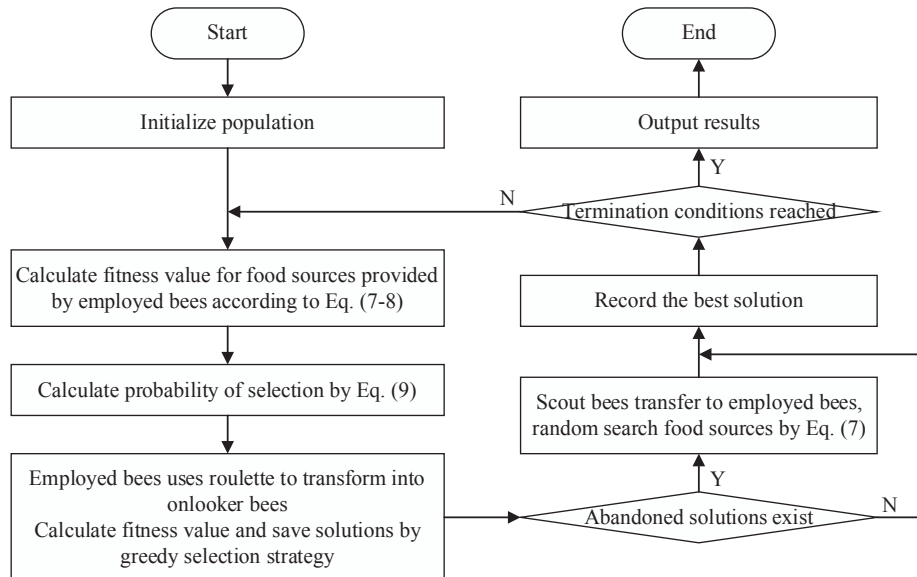 Start
Initialize population
Calculate fitness value for food sources provided
by employed bees according to Eq. (7-8)
Calculate probability of selection by Eq. (9)
Employed bees uses roulette to transform into
onlooker bees
Calculate fitness value and save solutions by
greedy selection strategy
End
Output results
Y
N
Termination conditions reached
Record the best solution
Scout bees transfer to employed bees,
random search food sources by Eq. (7)
Y
Abandoned solutions exist
N